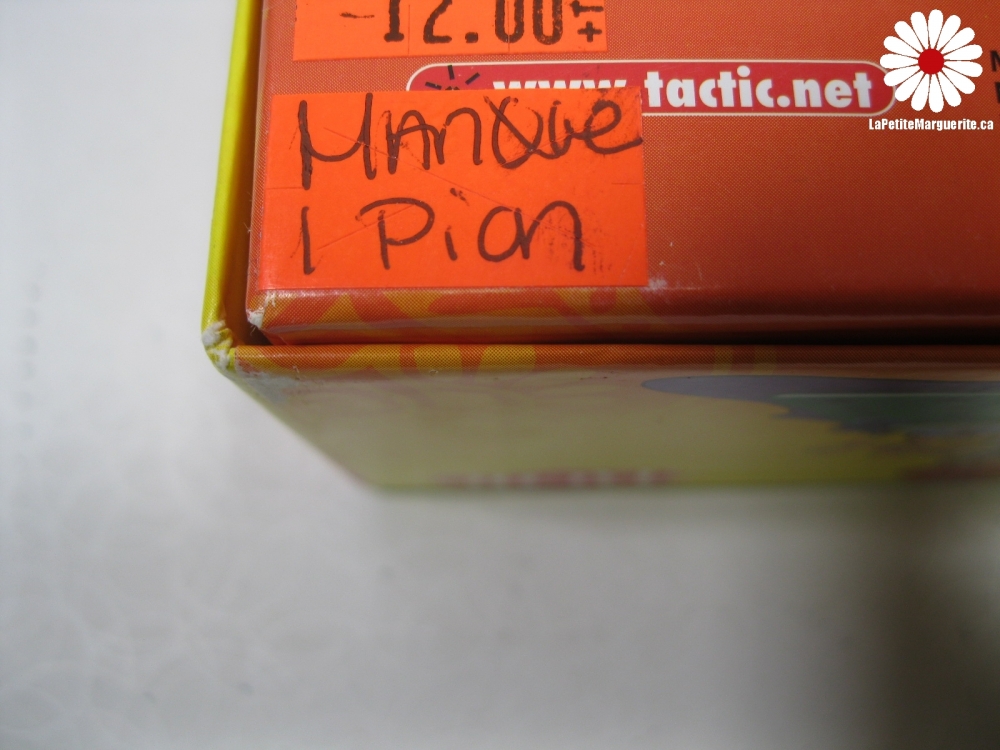 -12.00 +T
www.tactic.net
LaPetiteMarguerite.ca
Manque
1 Pion